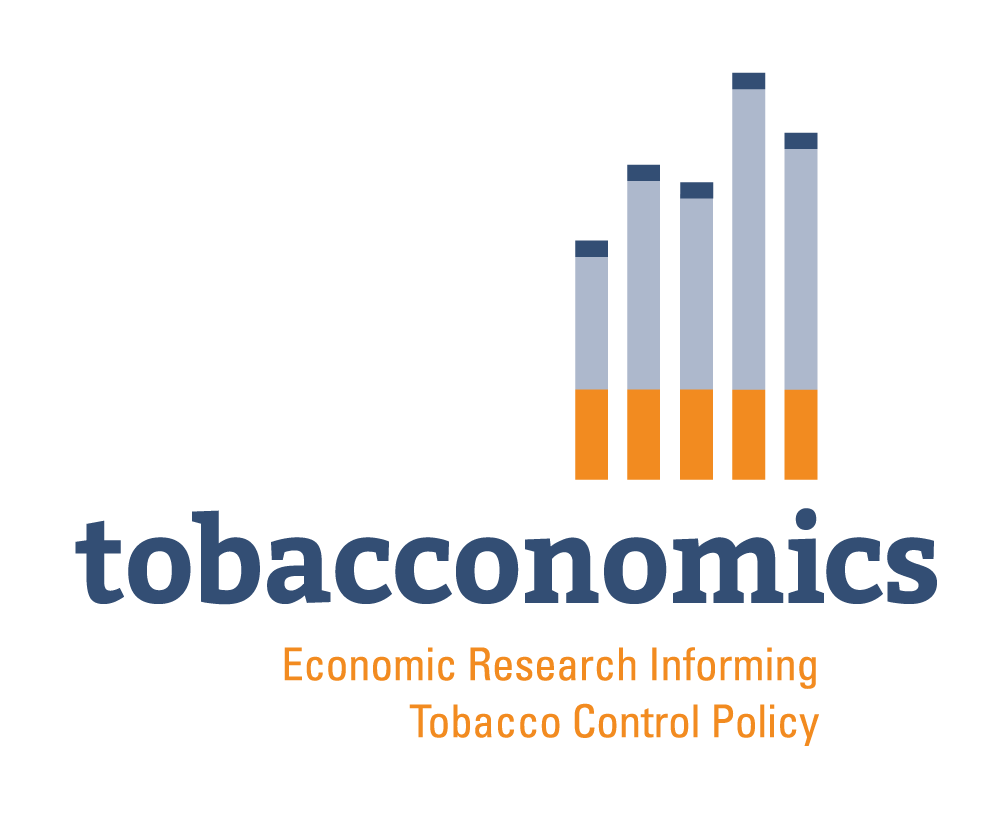 tobacconomics
Economic Research Informing
Tobacco Control Policy